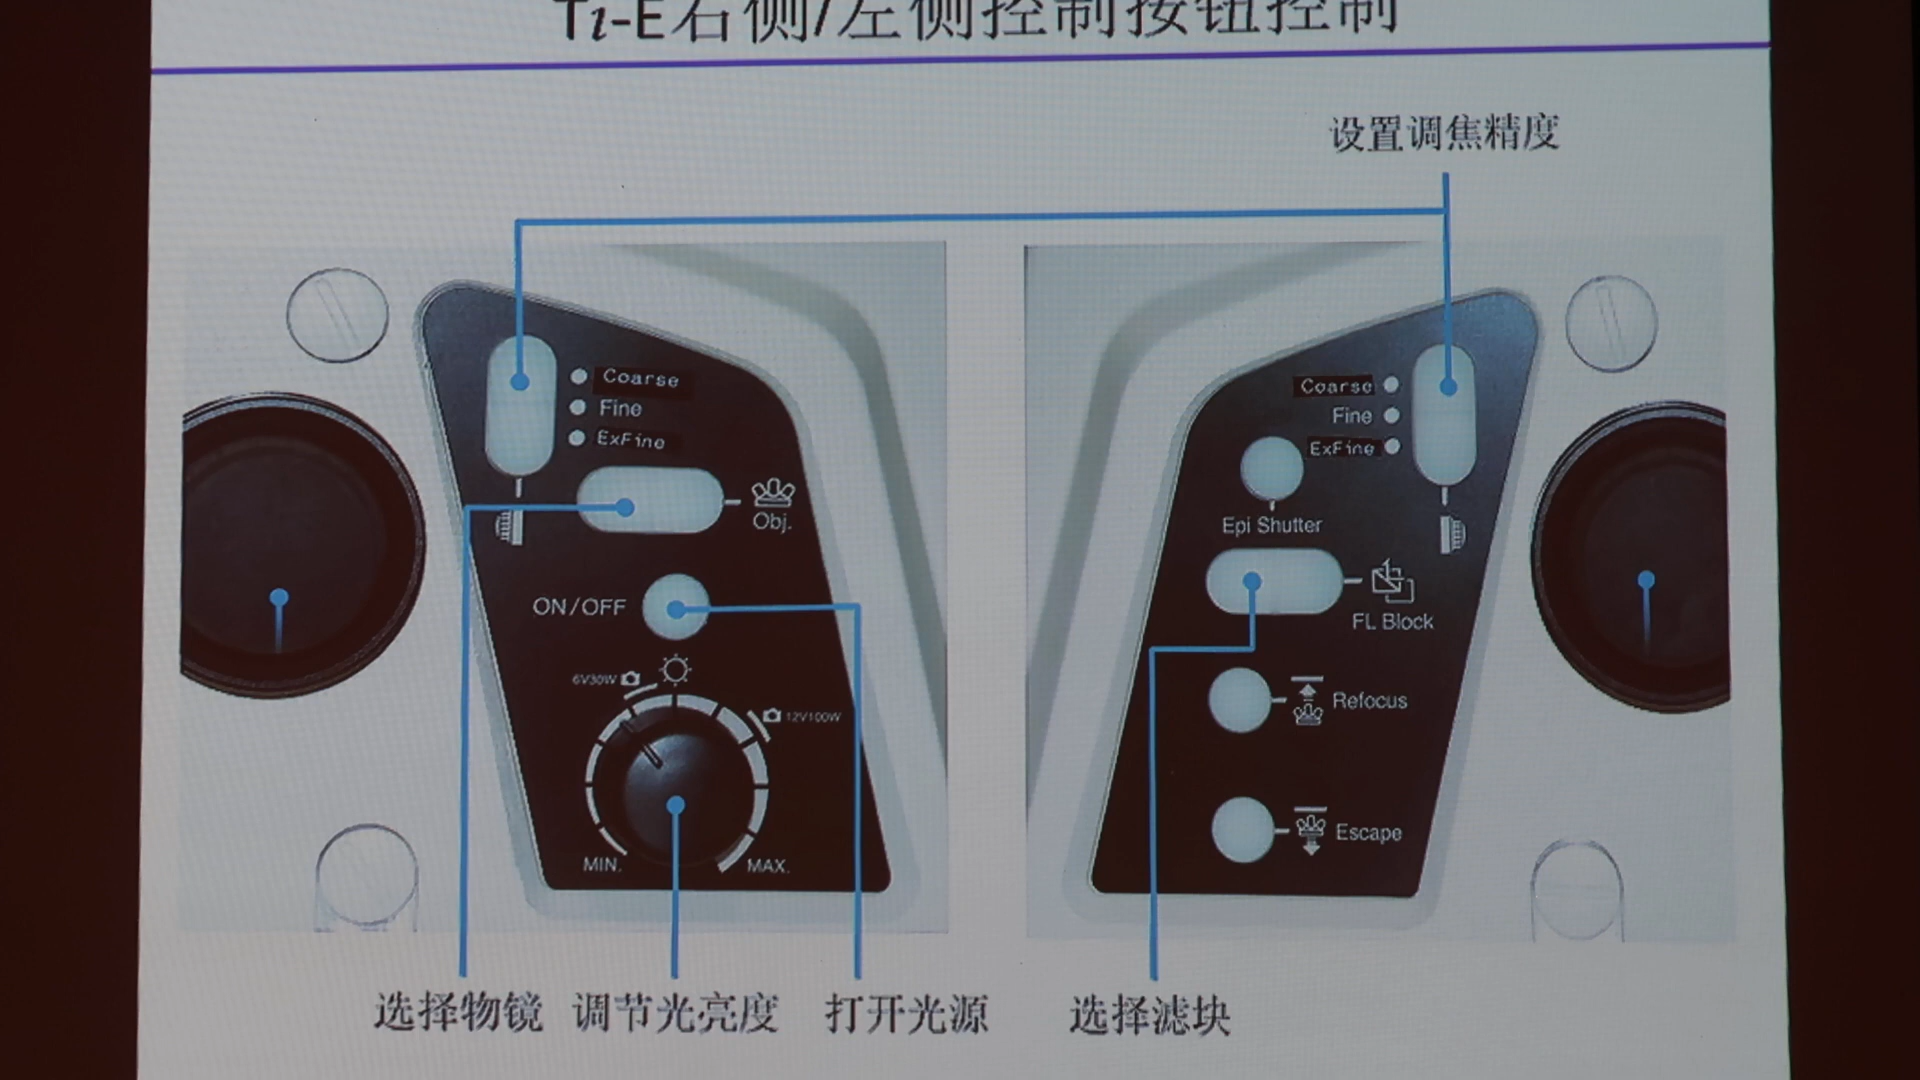 Ti-E右侧/左侧控制按钮控制
设置调焦精度
Coarse
Fine
ExFine
Obj.
ON/OFF
6V30W
12V100W
MIN.
MAX.
Coarse
Fine
ExFine
Epi Shutter
FL Block
Refocus
Escape
选择物镜
调节光亮度
打开光源
选择滤块